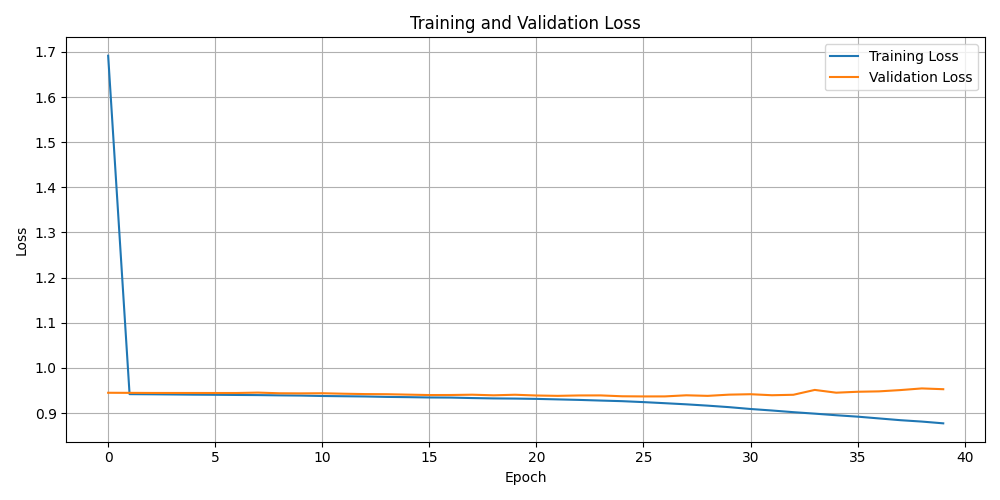 Training and Validation Loss
Training Loss
Validation Loss
1.7
1.6
1.5
1.4
1.3
1.2
1.1
1.0
0.9
Loss
0 5 10 15 20 25 30 35 40
Epoch